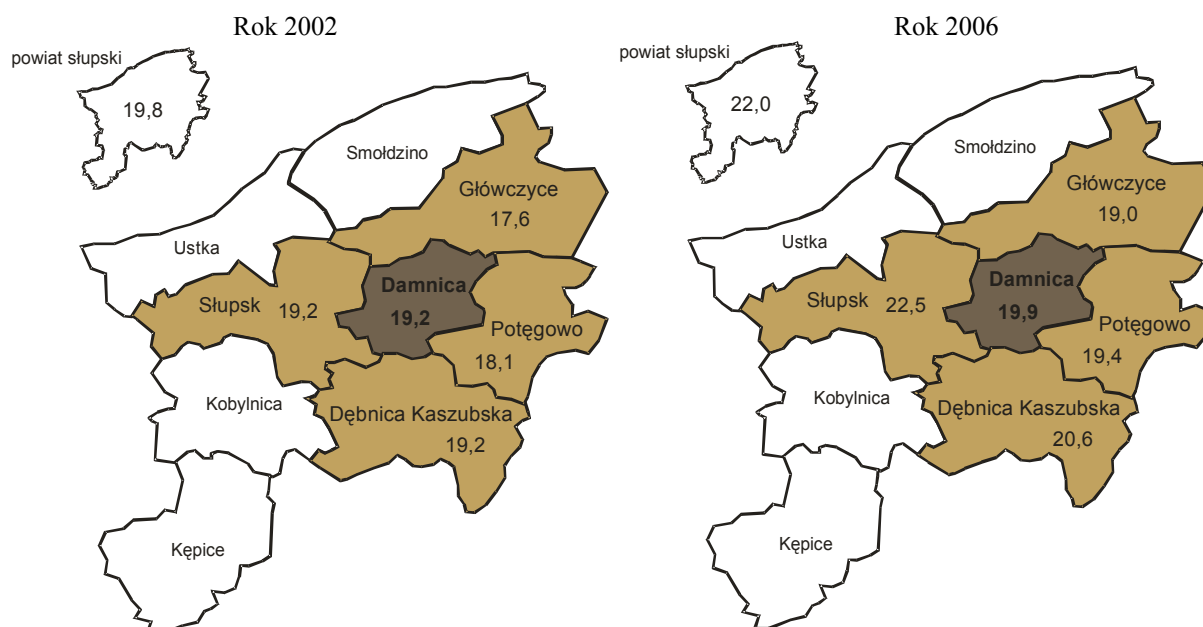 Rok 2002
powiat słupski
19,8
Smołdzino
Główczyce
17,6
Ustka
Damnica
19,2
Słupsk 19,2
Potęgowo
18,1
Kobylnica
Dębnica Kaszubska
19,2
Kępice
Rok 2006
powiat słupski
22,0
Smołdzino
Główczyce
19,0
Ustka
Damnica
19,9
Słupsk 22,5
Potęgowo
19,4
Kobylnica
Dębnica Kaszubska
20,6
Kępice